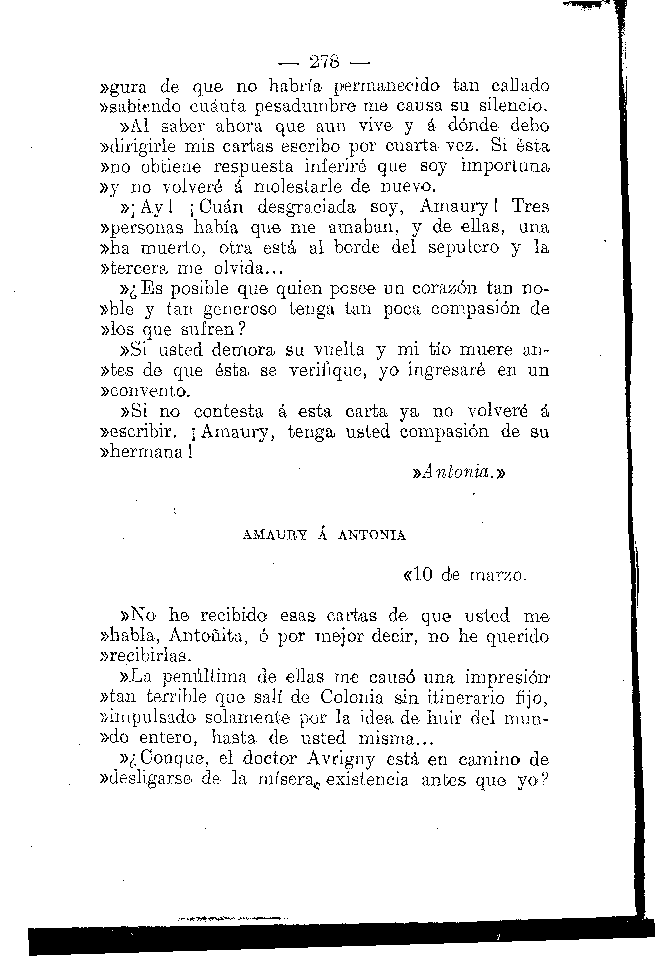 — 278 —
»gura de que no habría permanecido tan callado
»sabiendo cuánta pesadumbre me causa su silencio.
»Al saber ahora que aun vive y á dónde debo
»dirigirle mis cartas escribo por cuarta vez. Si ésta
»no obtiene respuesta inferiré que soy importuna
»y no volveré á molestarle de nuevo.
»¡Ay! ¡Cuán desgraciada soy, Amaury! Tres
»personas había que me amaban, y de ellas, una
»ha muerto, otra está al borde del sepulcro y la
»tercera me olvida...
»¿Es posible que quien posee un corazón tan no-
»ble y tan generoso tenga tan poca compasión de
»los que sufren?
»Si usted demora su vuelta y mi tío muere an-
»tes de que ésta se verifique, yo ingresaré en un
»convento.
»Si no contesta á esta carta ya no volveré á
»escribir. ¡Amaury, tenga usted compasión de su
»hermana!
»Antonia.»
AMAURY Á ANTONIA
«10 de marzo.
»No he recibido esas cartas de que usted me
»habla, Antoñita, ó por mejor decir, no he querido
»recibirlas.
»La penúltima de ellas me causó una impresión
»tan terrible que salí de Colonia sin itinerario fijo,
»impulsado solamente por la idea de huir del mun-
»do entero, hasta de usted misma...
»¿Conque, el doctor Avrigny está en camino de
»desligarse de la mísera existencia antes que yo?